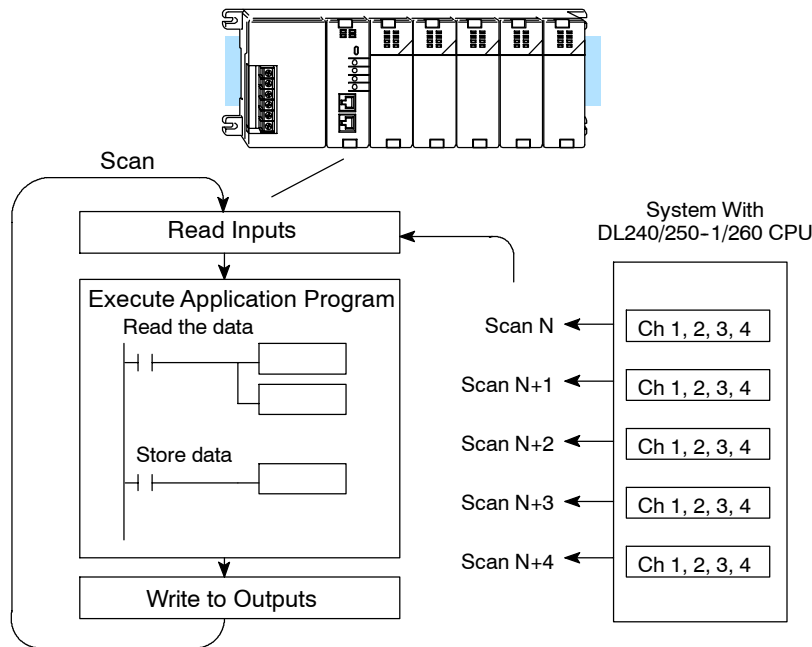 Scan
Read Inputs
Execute Application Program
Read the data
Store data
Write to Outputs
System With
DL240/250-1/260 CPU
Scan N
Ch 1, 2, 3, 4
Scan N+1
Ch 1, 2, 3, 4
Scan N+2
Ch 1, 2, 3, 4
Scan N+3
Ch 1, 2, 3, 4
Scan N+4
Ch 1, 2, 3, 4